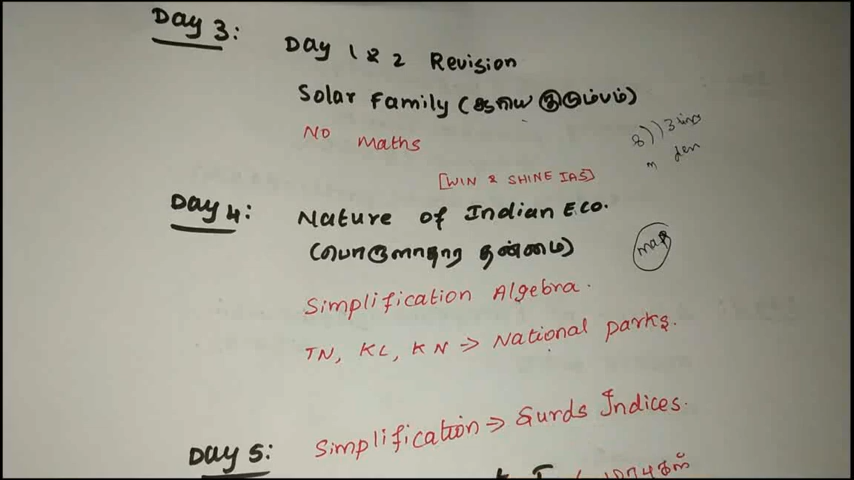 Day 3:
Day 1 & 2 Revision
Solar Family (சூரிய குடும்பம்)
No Maths
[WIN & SHINE IAS]
Day 4:
Nature of Indian Eco.
(பொருளாதார தன்மை)
map
Simplification Algebra.
TN, KL, KN → National parks.
Simplification → Surds Indices.
Day 5: